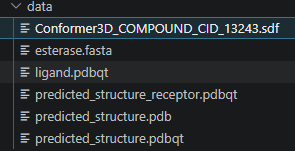 data
Conformer3D_COMPOUND_CID_13243.sdf
esterase.fasta
ligand.pdbqt
predicted_structure_receptor.pdbqt
predicted_structure.pdb
predicted_structure.pdbqt